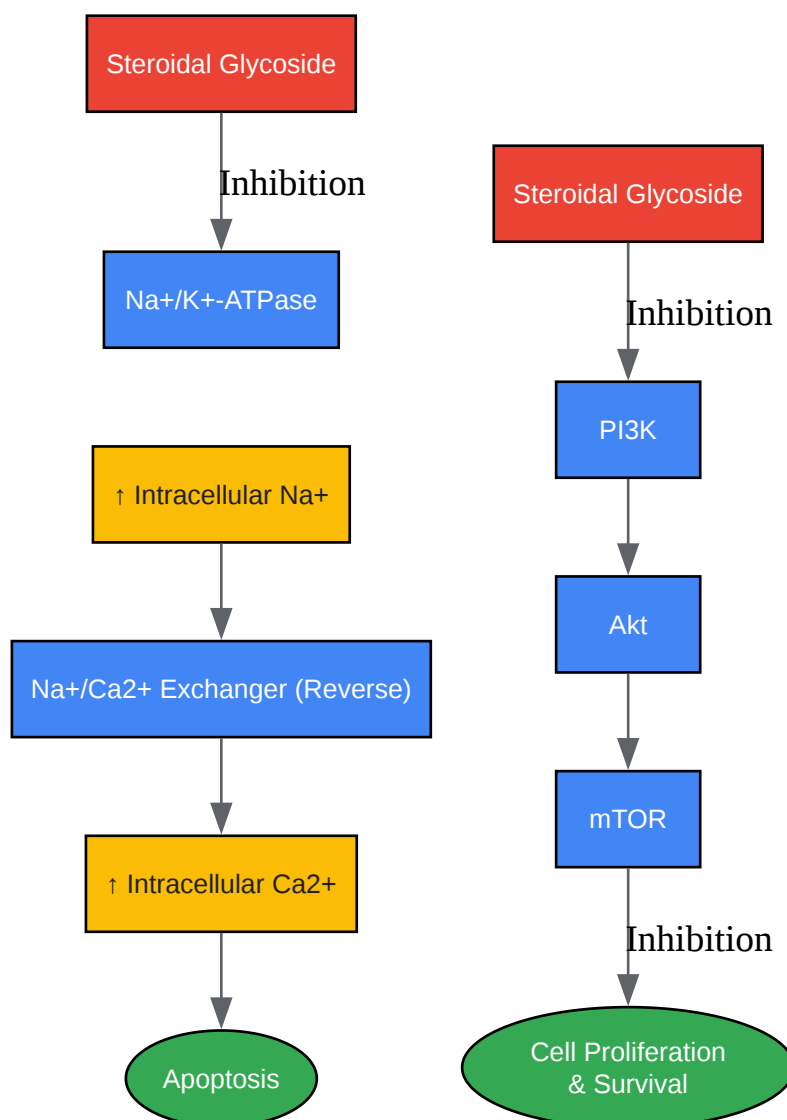 Steroidal Glycoside
Inhibition
Na+/K+-ATPase
↑ Intracellular Na+
Na+/Ca2+ Exchanger (Reverse)
↑ Intracellular Ca2+
Apoptosis
Steroidal Glycoside
Inhibition
PI3K
Akt
mTOR
Inhibition
Cell Proliferation
& Survival